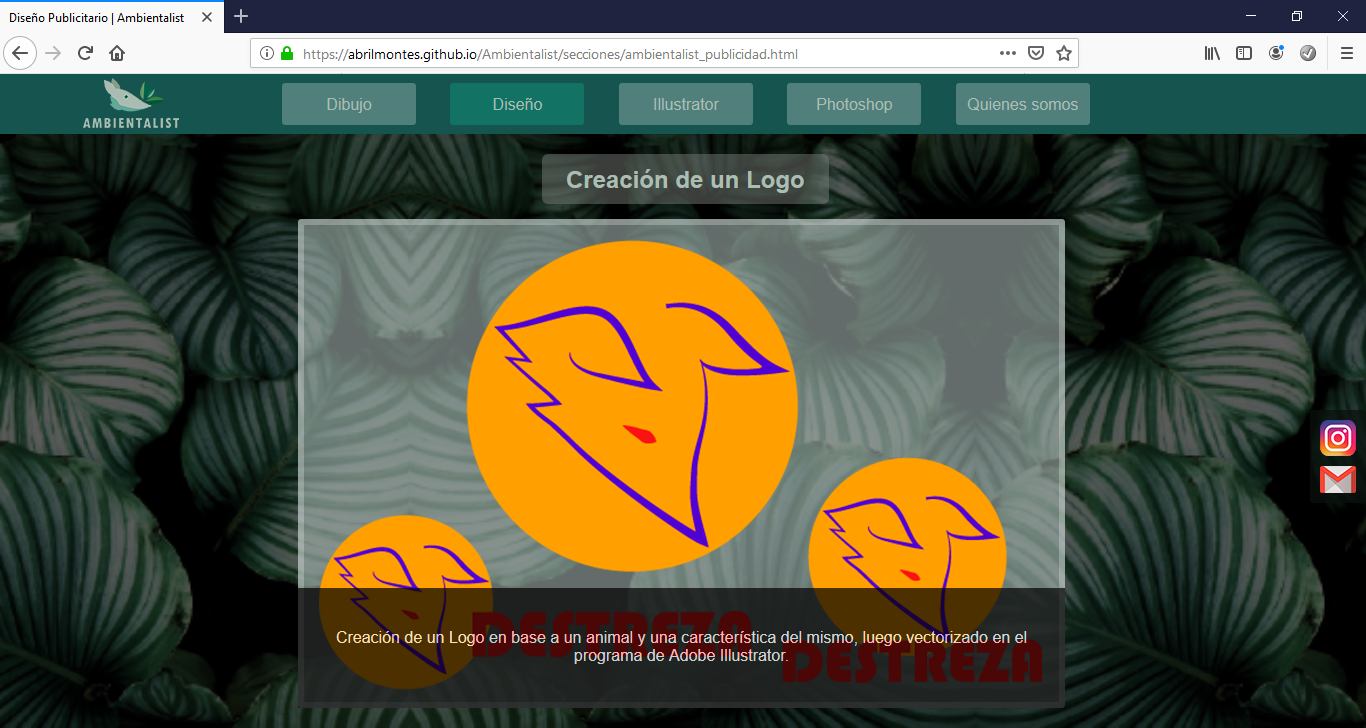 Diseño Publicitario | Ambientalist
https://abrilmontes.github.io/Ambientalist/secciones/ambientalist_publicidad.html
AMBIENTALIST
Dibujo
Diseño
Illustrator
Photoshop
Quienes somos
Creación de un Logo
DESTREZA
Creación de un Logo en base a un animal y una característica del mismo, luego vectorizado en el
programa de Adobe Illustrator.
DESTREZA